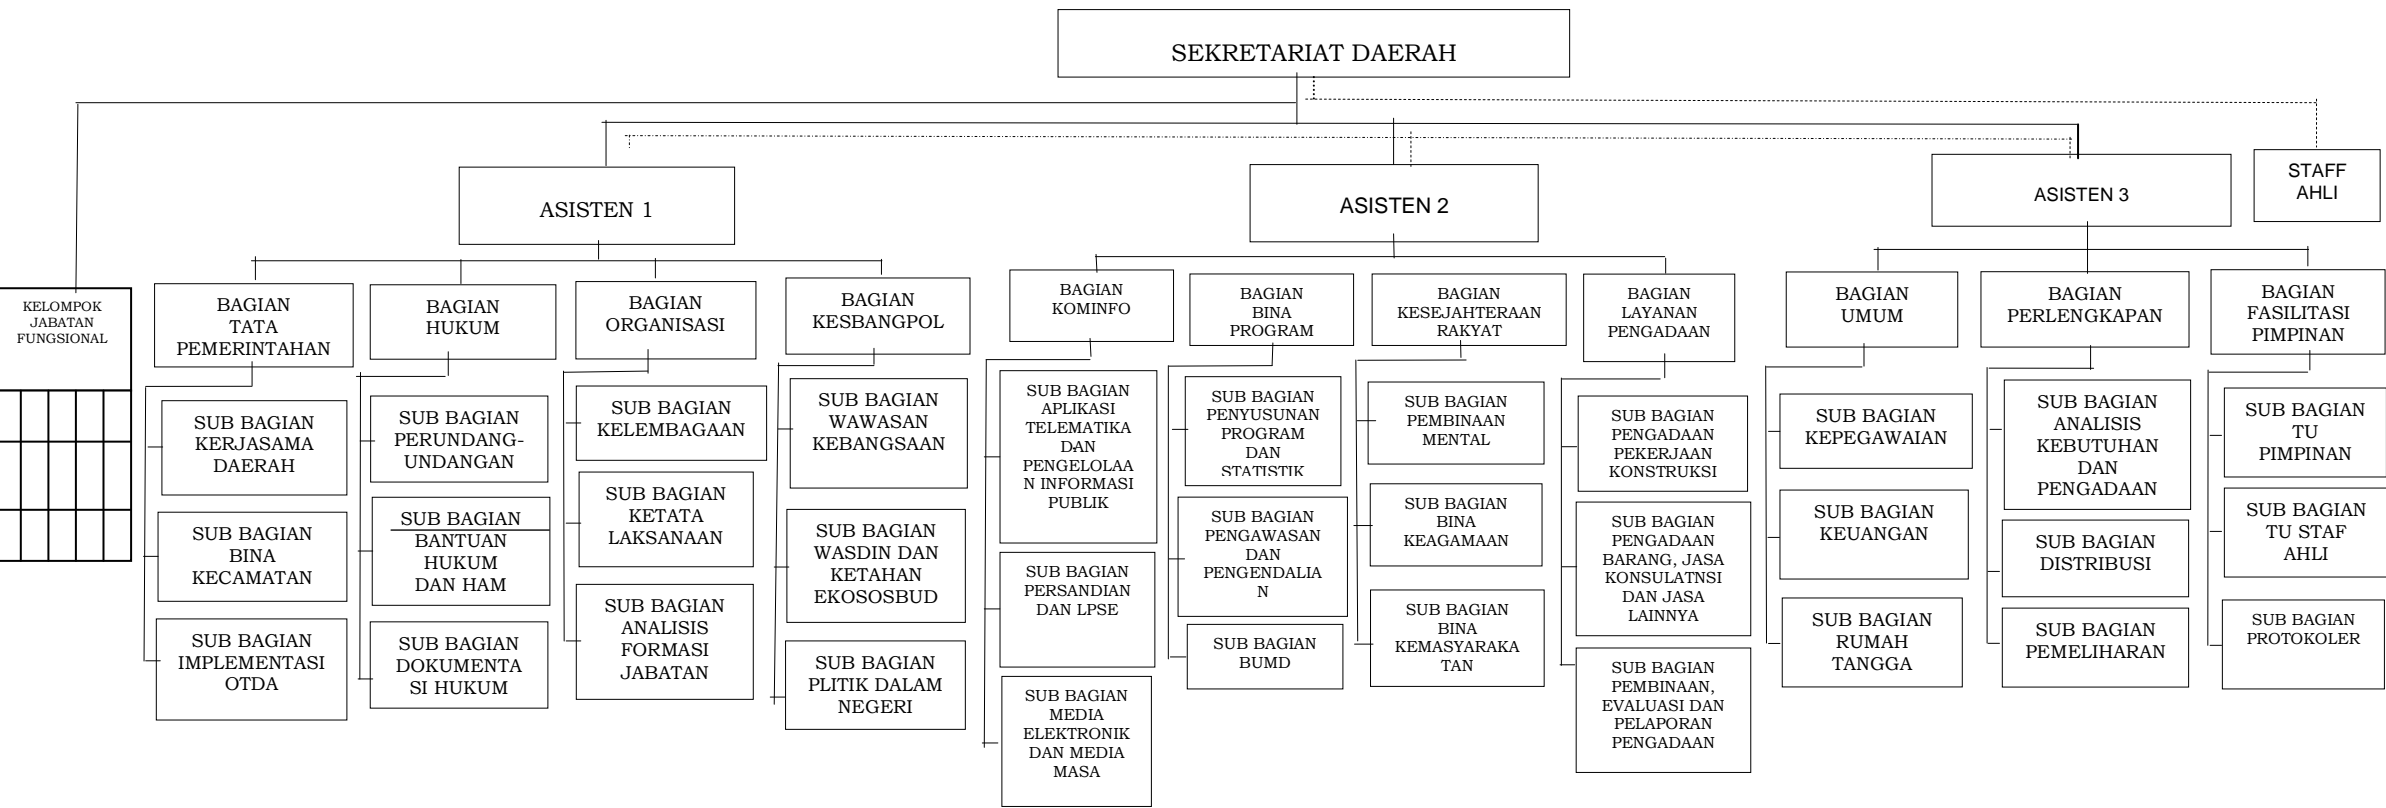 SEKRETARIAT DAERAH
STAFF
AHLI
ASISTEN 1
ASISTEN 2
ASISTEN 3
KELOMPOK
JABATAN
FUNGSIONAL
BAGIAN
TATA
PEMERINTAHAN
BAGIAN
HUKUM
BAGIAN
ORGANISASI
BAGIAN
KESBANGPOL
BAGIAN
KOMINFO
BAGIAN
BINA
PROGRAM
BAGIAN
KESEJAHTERAAN
RAKYAT
BAGIAN
LAYANAN
PENGADAAN
BAGIAN
UMUM
BAGIAN
PERLENGKAPAN
BAGIAN
FASILITASI
PIMPINAN
SUB BAGIAN
KERJASAMA
DAERAH
SUB BAGIAN
BINA
KECAMATAN
SUB BAGIAN
IMPLEMENTASI
OTDA
SUB BAGIAN
PERUNDANG-
UNDANGAN
SUB BAGIAN
BANTUAN
HUKUM
DAN HAM
SUB BAGIAN
DOKUMENTA
SI HUKUM
SUB BAGIAN
KELEMBAGAAN
SUB BAGIAN
KETATA
LAKSANAAN
SUB BAGIAN
ANALISIS
FORMASI
JABATAN
SUB BAGIAN
WAWASAN
KEBANGSAAN
SUB BAGIAN
WASDIN DAN
KETAHAN
EKOSOSBUD
SUB BAGIAN
PLITIK DALAM
NEGERI
SUB BAGIAN
APLIKASI
TELEMATIKA
DAN
PENGELOLAA
N INFORMASI
PUBLIK
SUB BAGIAN
PERSANDIAN
DAN LPSE
SUB BAGIAN
MEDIA
ELEKTRONIK
DAN MEDIA
MASA
SUB BAGIAN
PENYUSUNAN
PROGRAM
DAN
STATISTIK
SUB BAGIAN
PENGAWASAN
DAN
PENGENDALIA
N
SUB BAGIAN
BUMD
SUB BAGIAN
PEMBINAAN
MENTAL
SUB BAGIAN
BINA
KEAGAMAAN
SUB BAGIAN
BINA
KEMASYARAKA
TAN
SUB BAGIAN
PENGADAAN
PEKERJAAN
KONSTRUKSI
SUB BAGIAN
PENGADAAN
BARANG, JASA
KONSULATNSI
DAN JASA
LAINNYA
SUB BAGIAN
PEMBINAAN,
EVALUASI DAN
PELAPORAN
PENGADAAN
SUB BAGIAN
KEPEGAWAIAN
SUB BAGIAN
KEUANGAN
SUB BAGIAN
RUMAH
TANGGA
SUB BAGIAN
ANALISIS
KEBUTUHAN
DAN
PENGADAAN
SUB BAGIAN
DISTRIBUSI
SUB BAGIAN
PEMELIHARAN
SUB BAGIAN
TU
PIMPINAN
SUB BAGIAN
TU STAF
AHLI
SUB BAGIAN
PROTOKOLER